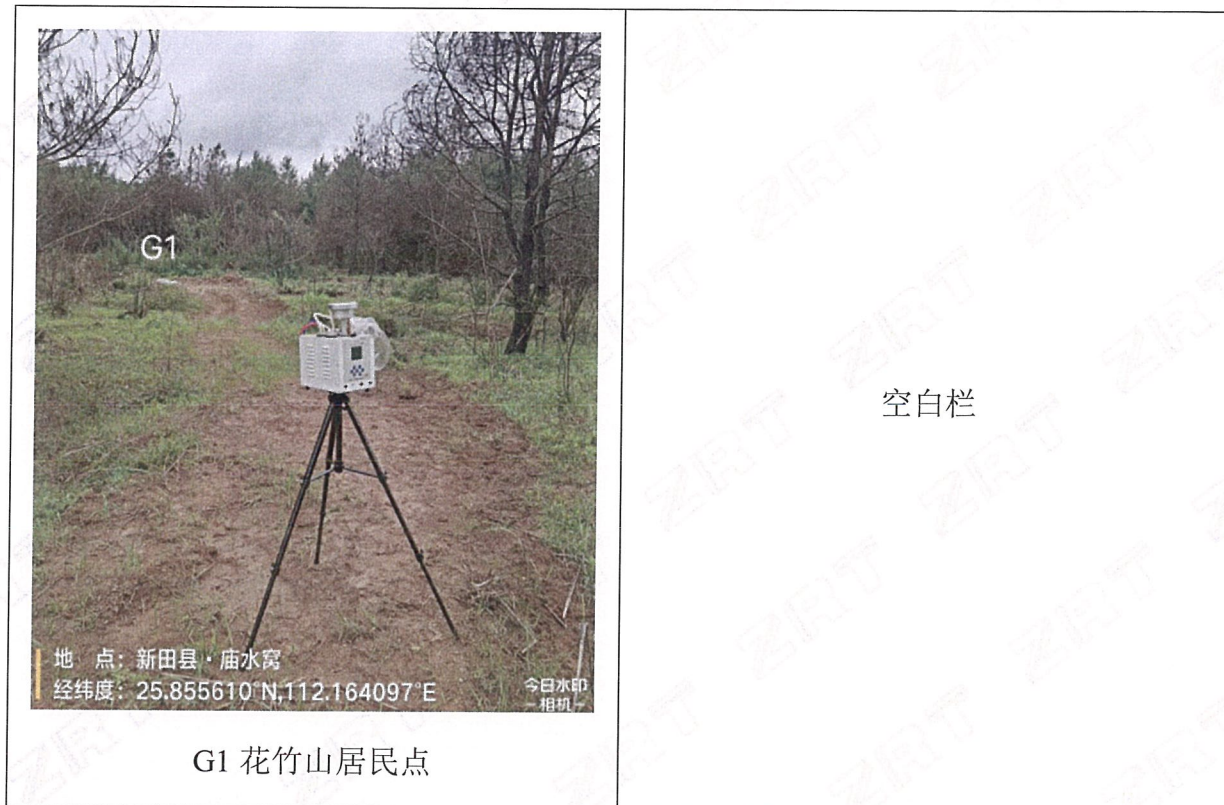 G1
地 点：新田县·庙水窝
经纬度：25.855610°N,112.164097°E
今日水印
-相机-
G1 花竹山居民点
空白栏
ZRT